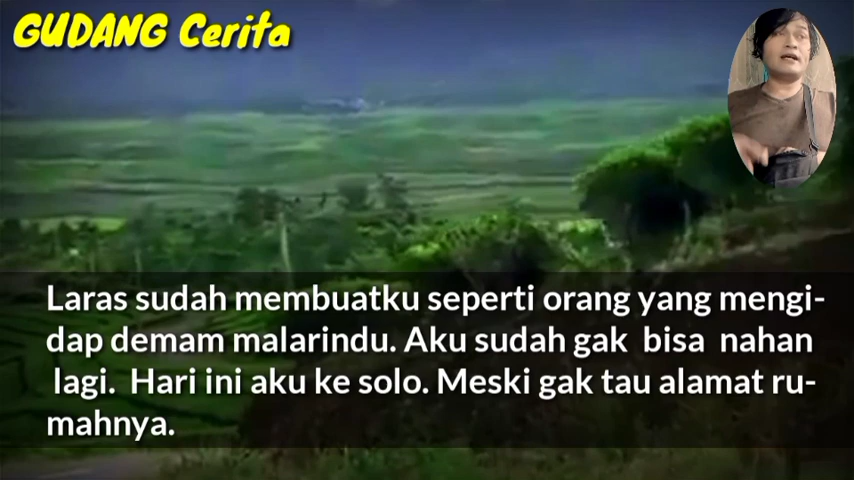 GUDANG Cerita
Laras sudah membuatku seperti orang yang mengi-
dap demam malarindu. Aku sudah gak bisa nahan
lagi. Hari ini aku ke solo. Meski gak tau alamat ru-
mahnya.